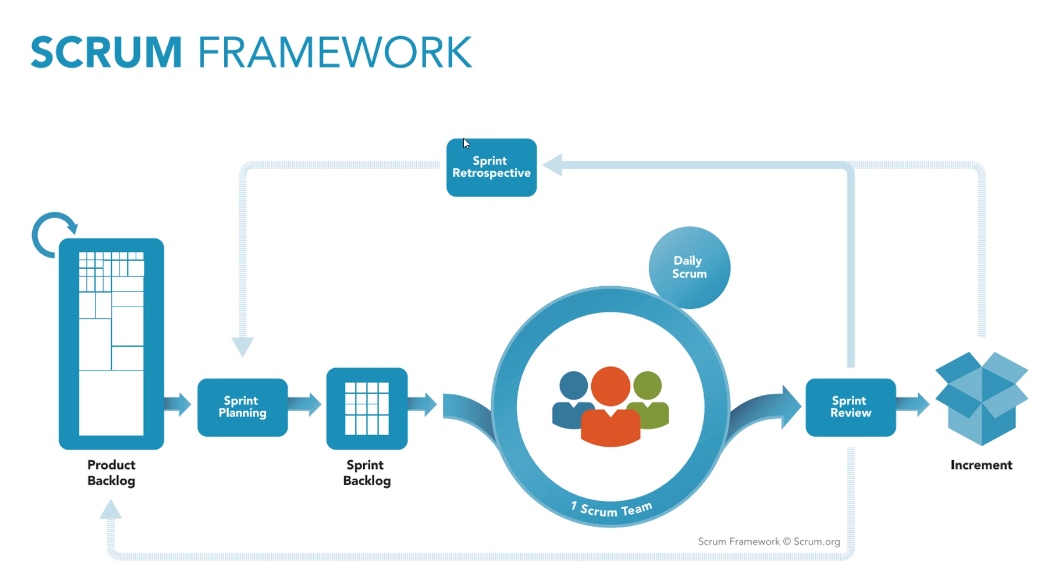 SCRUM FRAMEWORK
Sprint
Retrospective
Daily
Scrum
Sprint
Planning
Sprint
Review
Product
Backlog
Sprint
Backlog
1 Scrum Team
Increment
Scrum Framework © Scrum.org